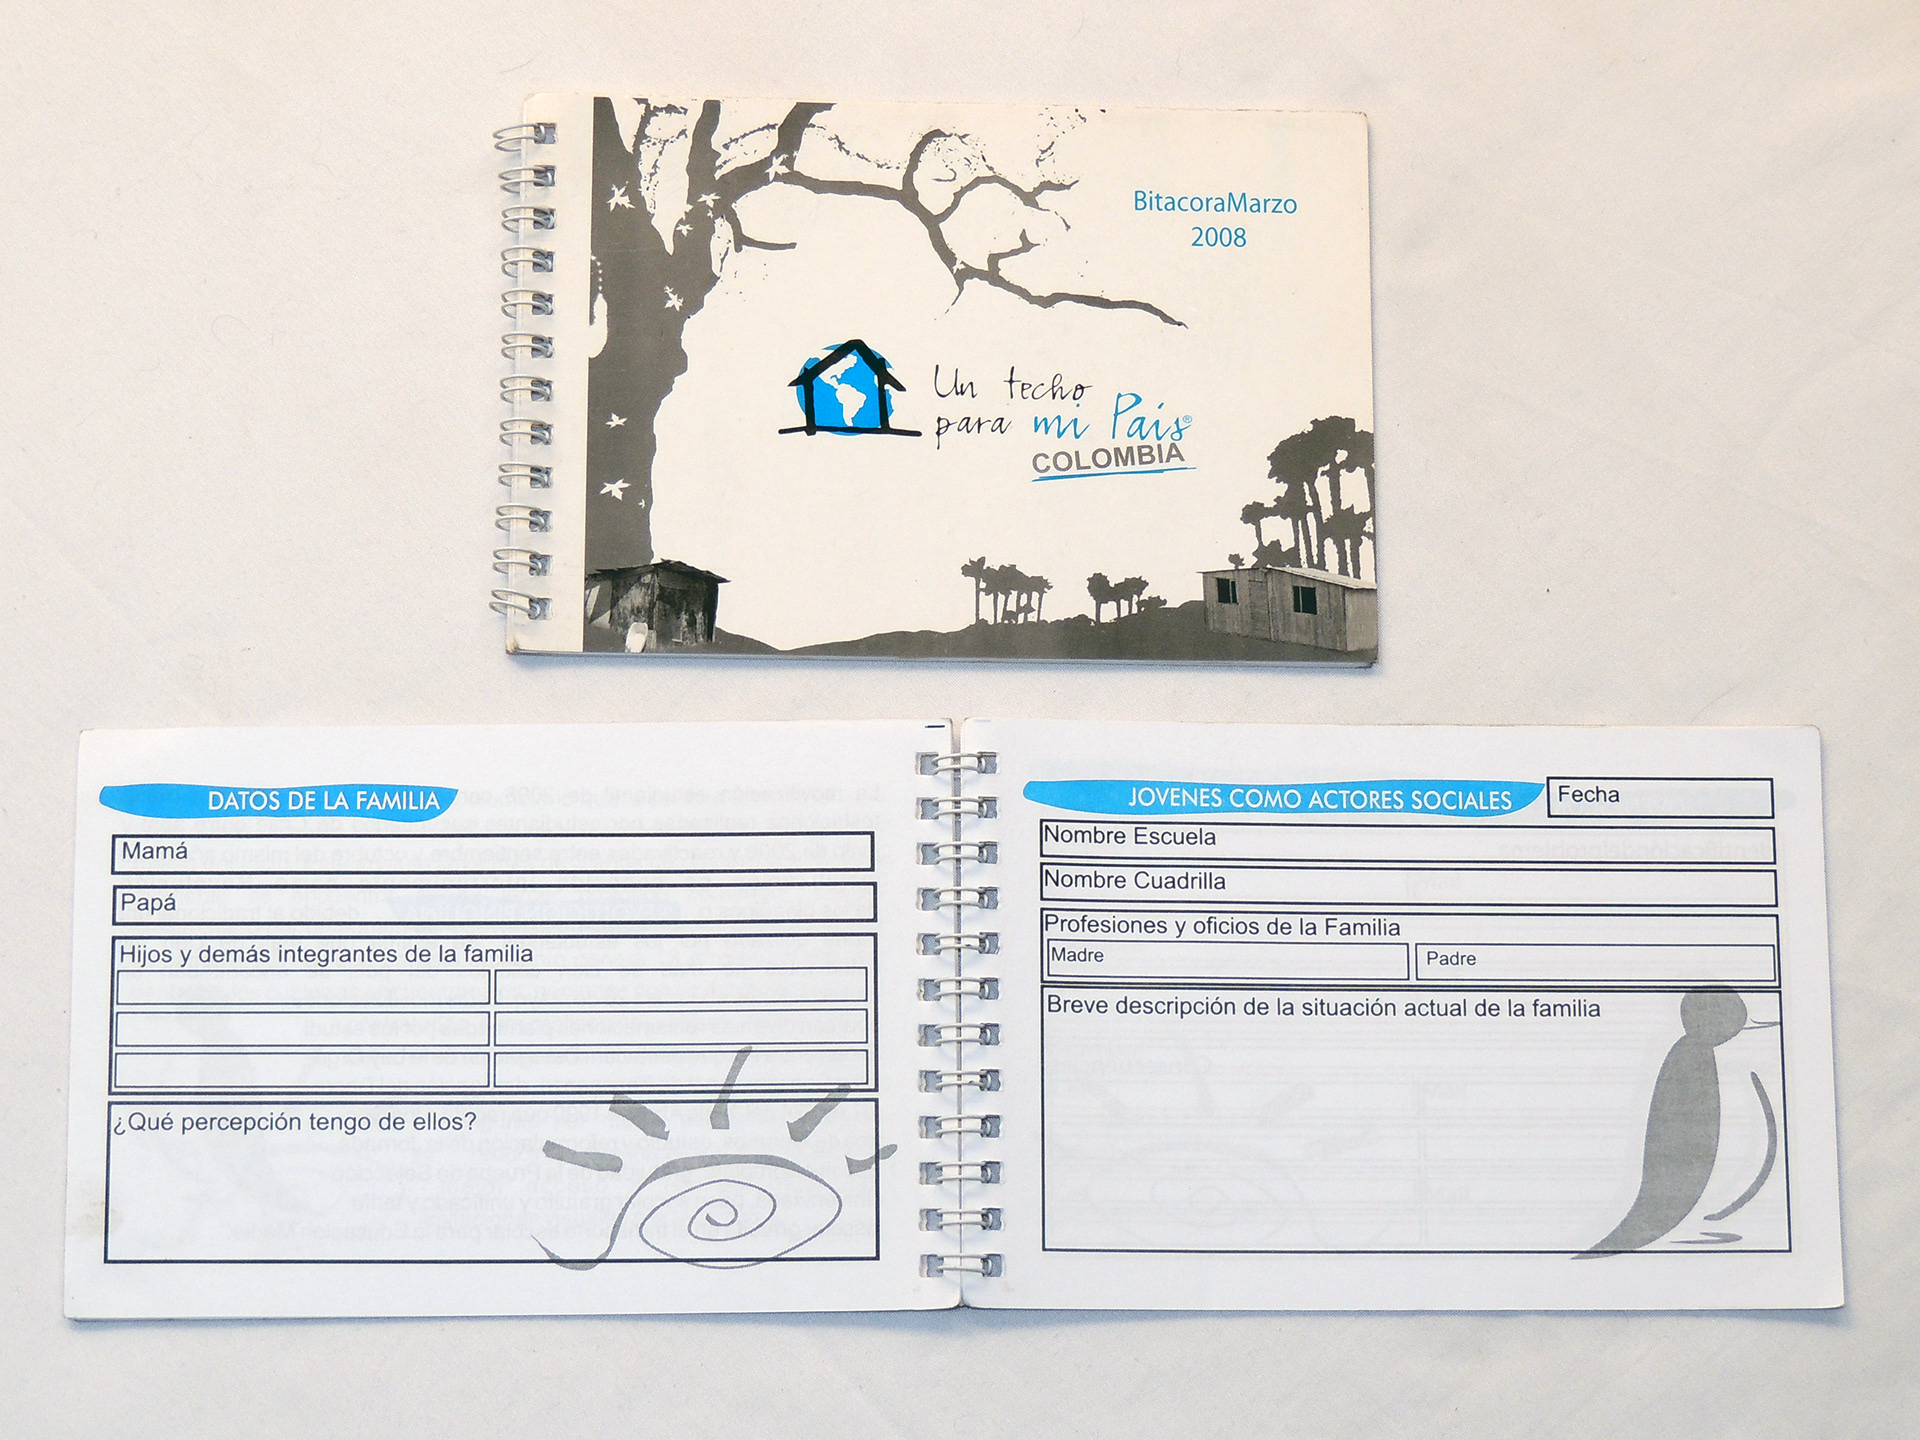 BitacoraMarzo
2008
Un techo
para mi País®
COLOMBIA
DATOS DE LA FAMILIA
Mamá
Papá
Hijos y demás integrantes de la familia
¿Qué percepción tengo de ellos?
JOVENES COMO ACTORES SOCIALES
Fecha
Nombre Escuela
Nombre Cuadrilla
Profesiones y oficios de la Familia
Madre
Padre
Breve descripción de la situación actual de la familia